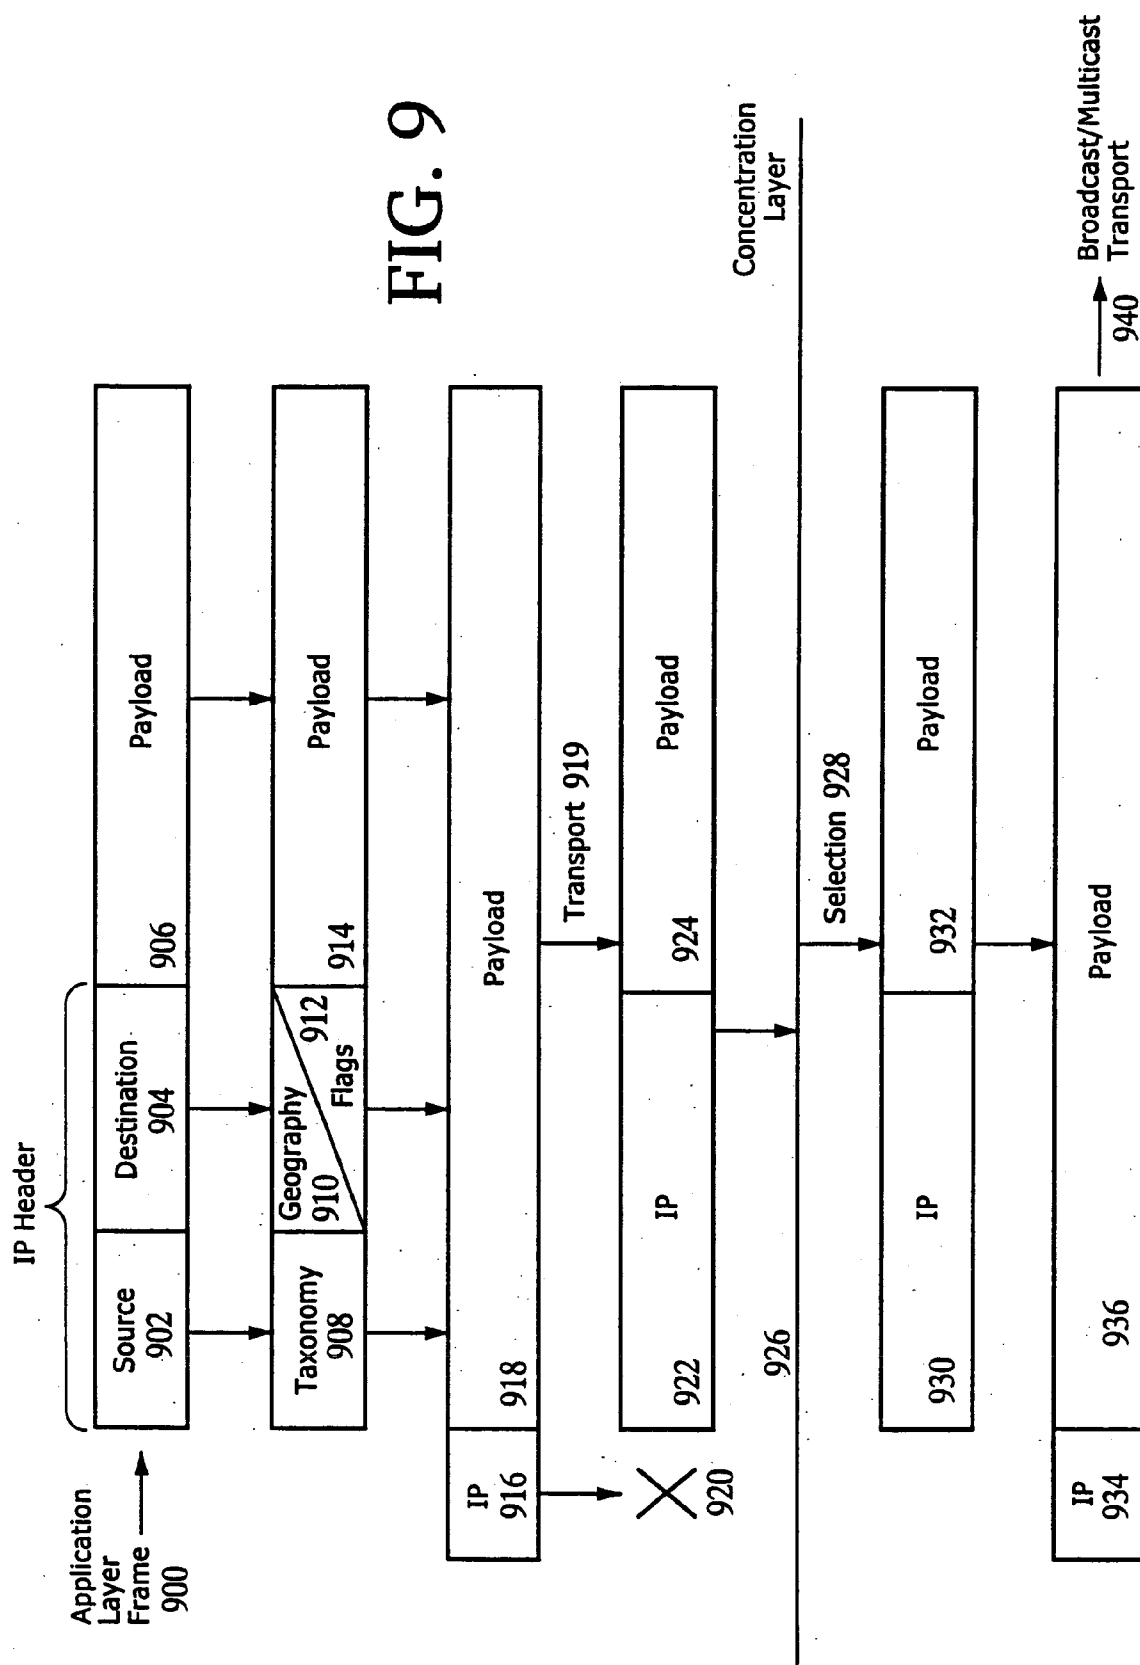 IP Header
Application
Layer
Frame
900
Source
902
Destination
904
906
Payload
Taxonomy
908
Geography
910
912
Flags
914
Payload
IP
916
918
Payload
920
Transport 919
922
IP
924
Payload
926
Concentration
Layer
Selection 928
930
IP
932
Payload
IP
934
936
Payload
940
Broadcast/Multicast
Transport
FIG. 9